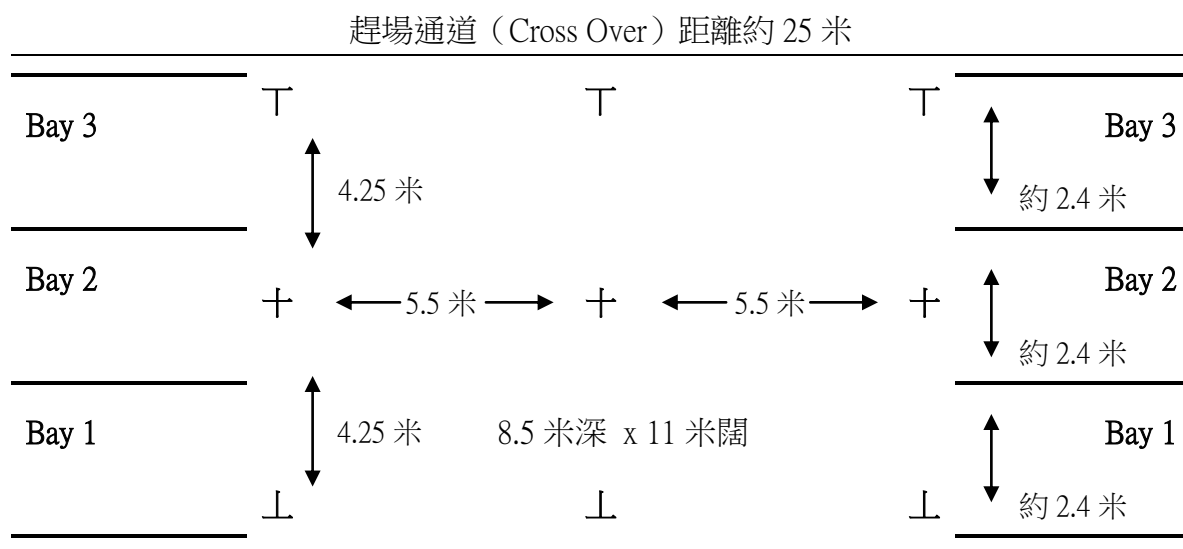 趕場通道（Cross Over）距離約 25 米
Bay 3 Bay 3
4.25 米 約 2.4 米
Bay 2 Bay 2
5.5 米 5.5 米
約 2.4 米
Bay 1 4.25 米 8.5 米深 x 11 米闊 Bay 1
約 2.4 米